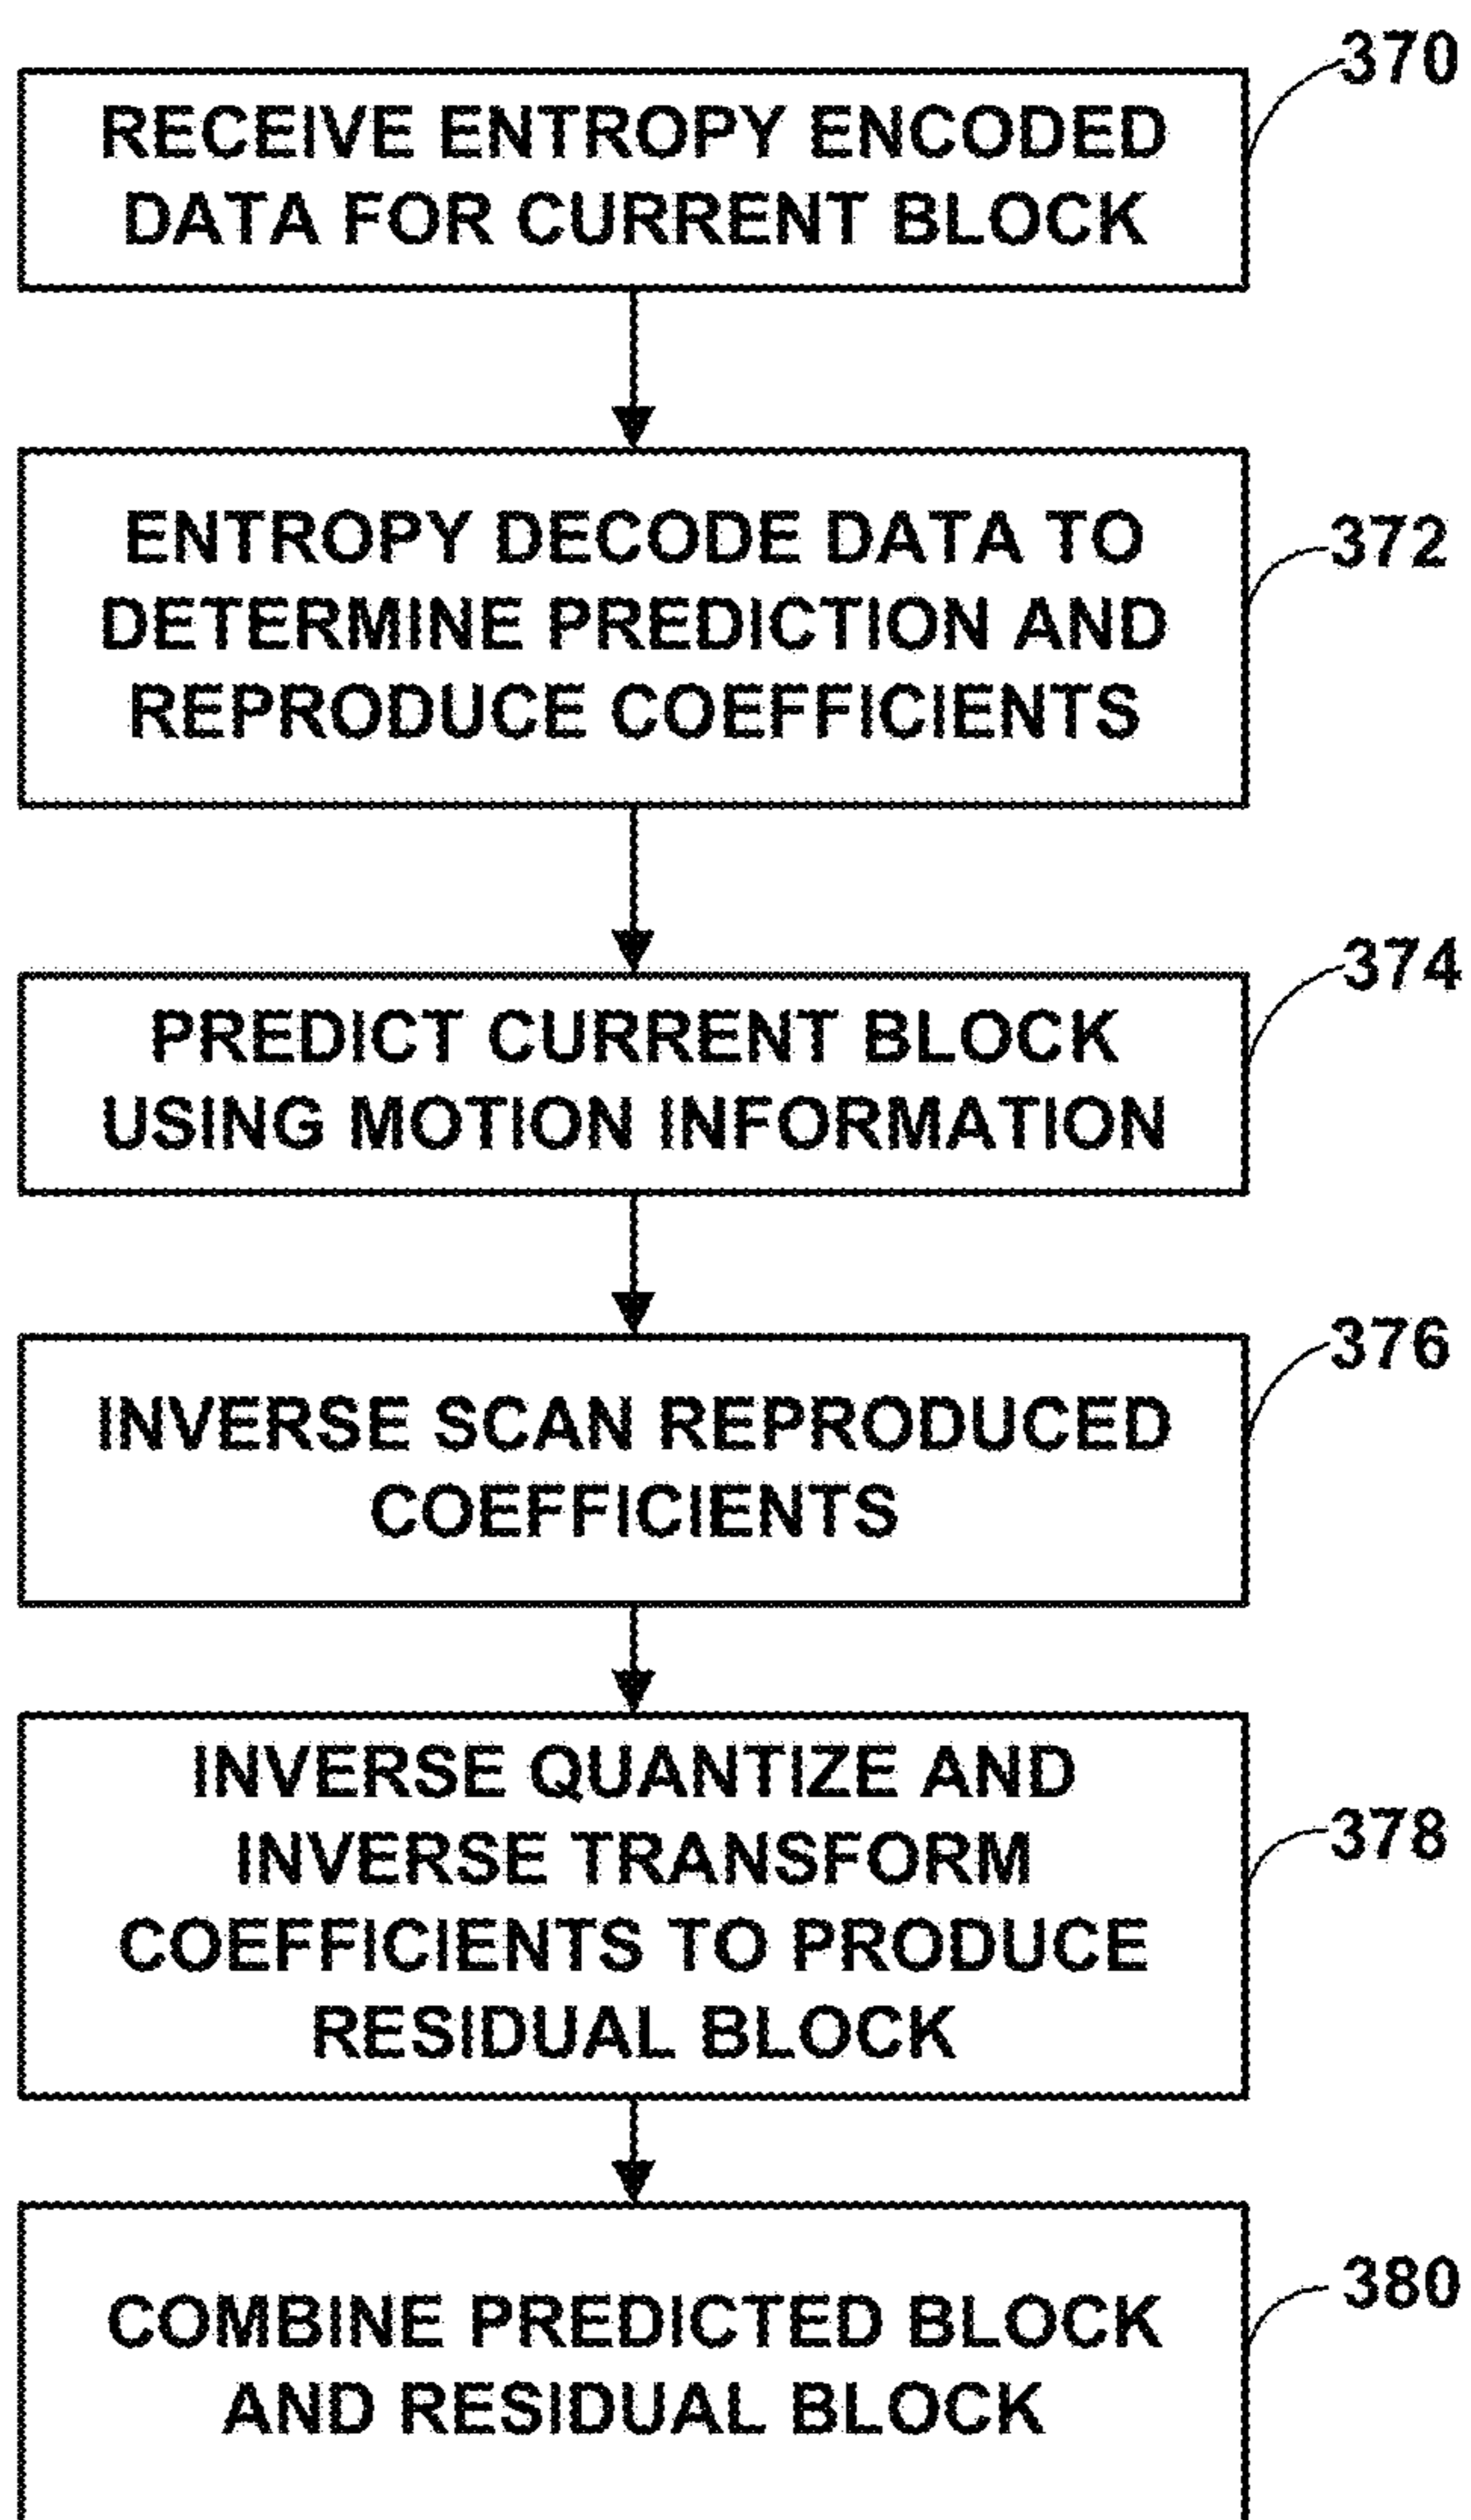 370
RECEIVE ENTROPY ENCODED
DATA FOR CURRENT BLOCK
372
ENTROPY DECODE DATA TO
DETERMINE PREDICTION AND
REPRODUCE COEFFICIENTS
374
PREDICT CURRENT BLOCK
USING MOTION INFORMATION
376
INVERSE SCAN REPRODUCED
COEFFICIENTS
378
INVERSE QUANTIZE AND
INVERSE TRANSFORM
COEFFICIENTS TO PRODUCE
RESIDUAL BLOCK
380
COMBINE PREDICTED BLOCK
AND RESIDUAL BLOCK